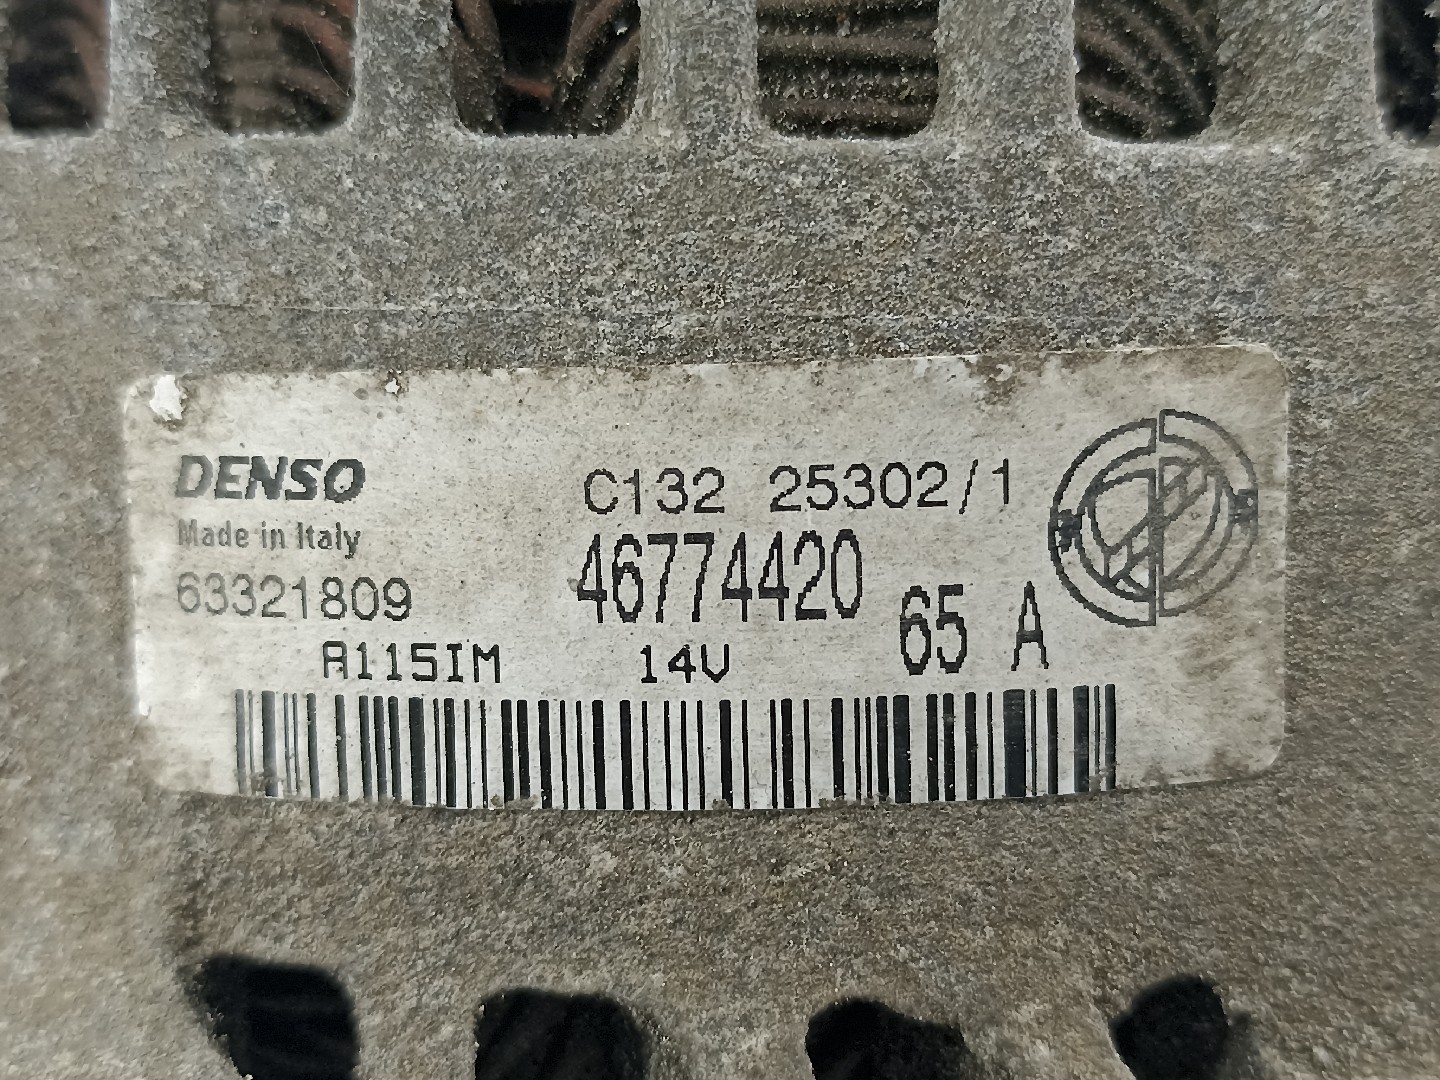 DENSO
Made in Italy
63321809
C132 25302/1
46774420
65 A
A115IM 14V